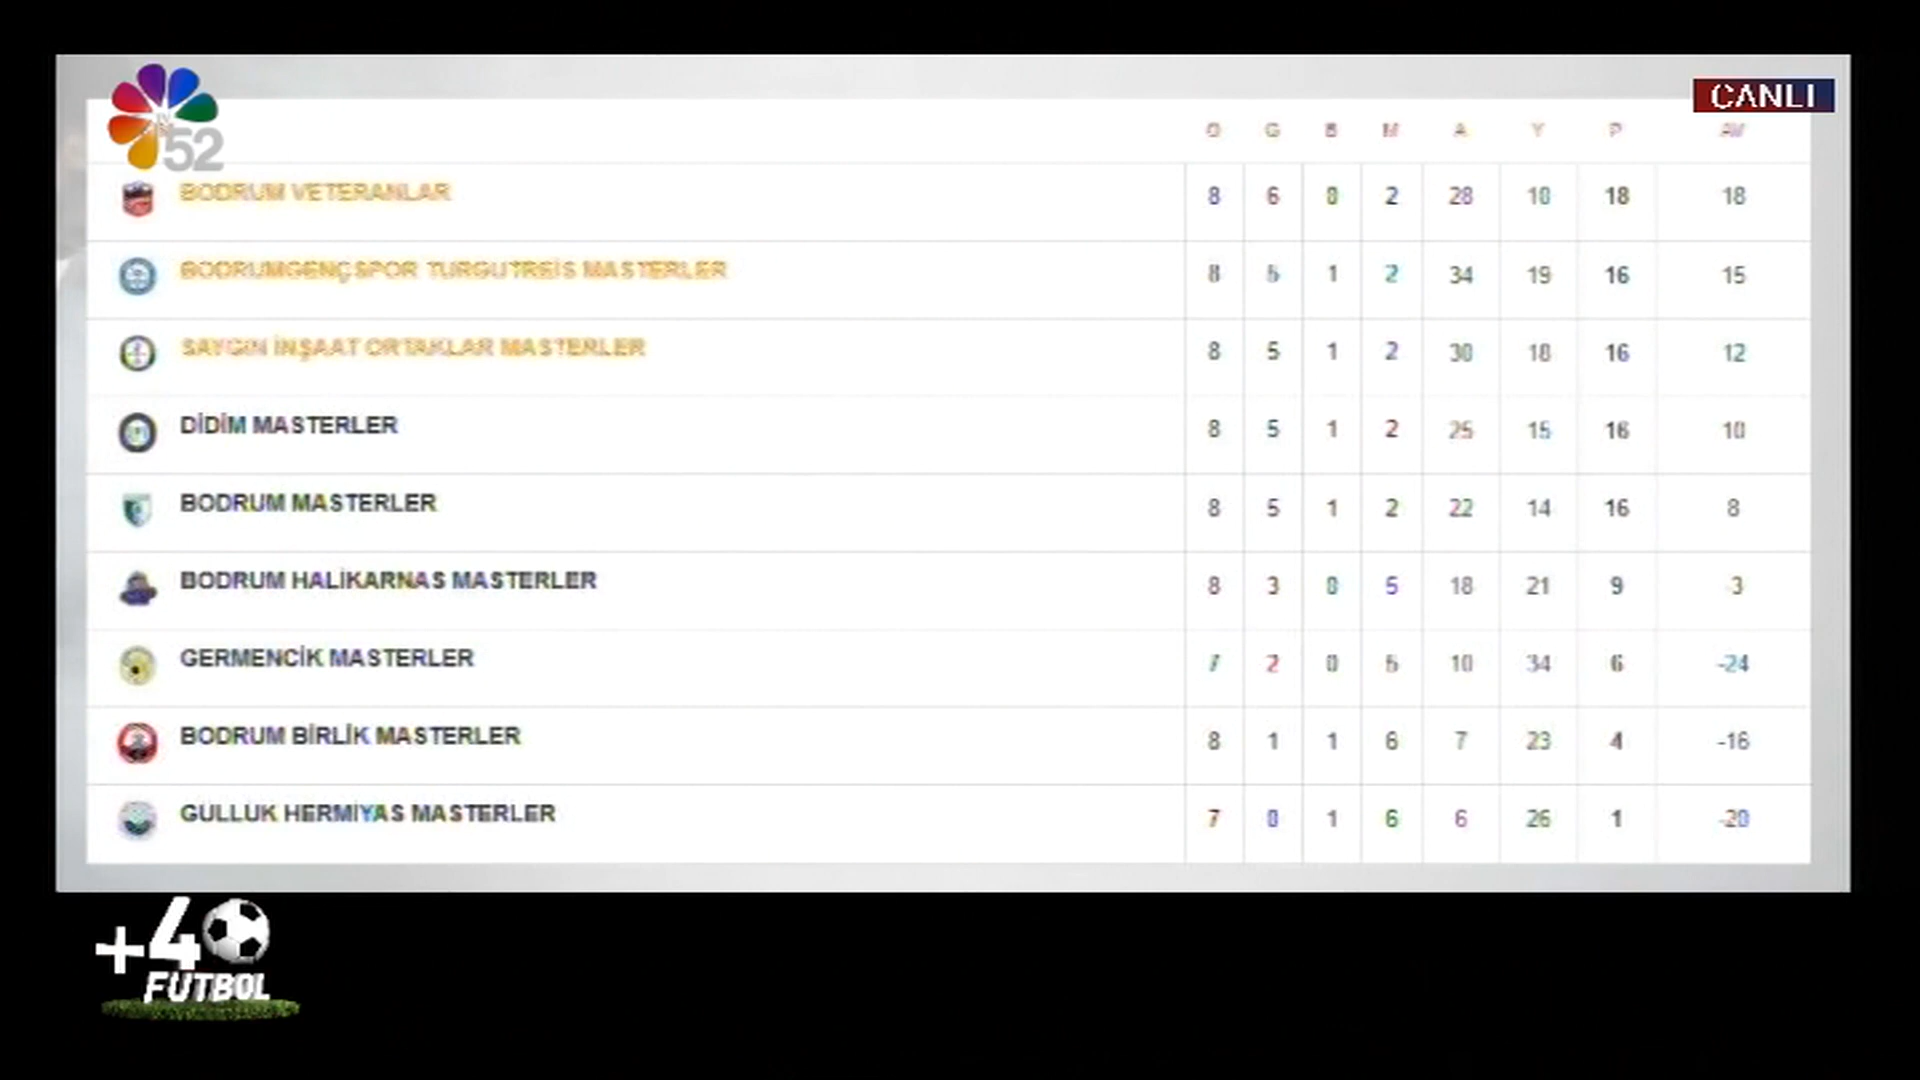 TV
52
CANLI
O G B M A Y P AV
BODRUM VETERANLAR 8 6 0 2 28 10 18 18
BODRUMGENÇSPOR TURGUTREİS MASTERLER 8 5 1 2 34 19 16 15
SAYGIN İNŞAAT ORTAKLAR MASTERLER 8 5 1 2 30 18 16 12
DİDİM MASTERLER 8 5 1 2 25 15 16 10
BODRUM MASTERLER 8 5 1 2 22 14 16 8
BODRUM HALİKARNAS MASTERLER 8 3 0 5 18 21 9 -3
GERMENCİK MASTERLER 7 2 0 5 10 34 6 -24
BODRUM BİRLİK MASTERLER 8 1 1 6 7 23 4 -16
GULLUK HERMIYAS MASTERLER 7 0 1 6 6 26 1 -20
+40
FUTBOL